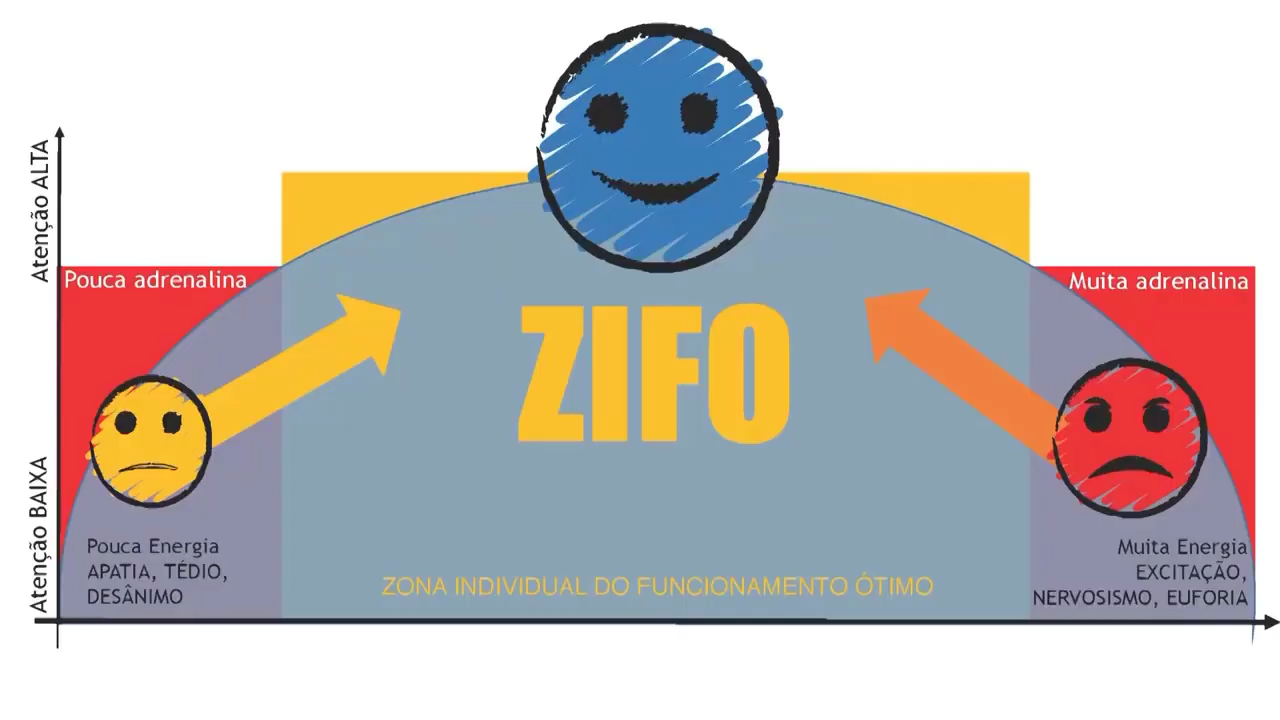 Atenção ALTA
Pouca adrenalina
Muita adrenalina
ZIFO
Atenção BAIXA
Pouca Energia
APATIA, TÉDIO,
DESÂNIMO
ZONA INDIVIDUAL DO FUNCIONAMENTO ÓTIMO
Muita Energia
EXCITAÇÃO,
NERVOSISMO, EUFORIA